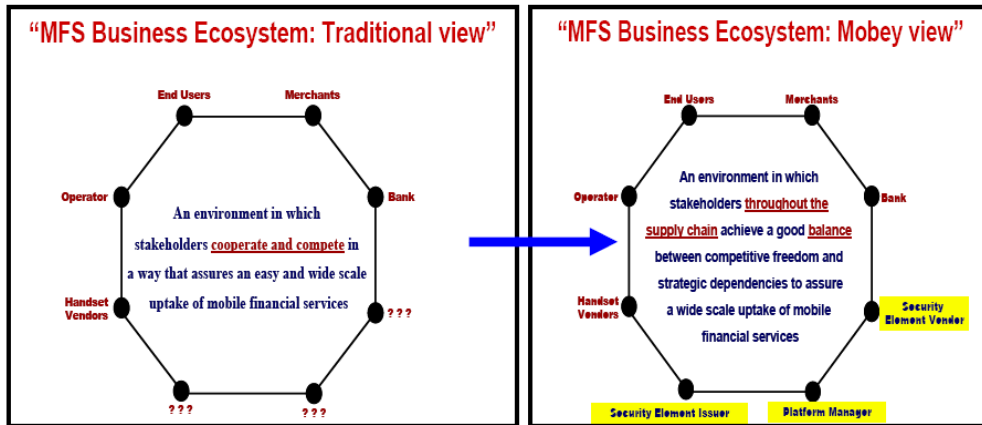 “MFS Business Ecosystem: Traditional view”
End Users
Merchants
Operator
Bank
An environment in which
stakeholders cooperate and compete in
a way that assures an easy and wide scale
uptake of mobile financial services
Handset
Vendors
? ? ?
? ? ?
? ? ?
“MFS Business Ecosystem: Mobey view”
End Users
Merchants
Operator
Bank
An environment in which
stakeholders throughout the
supply chain achieve a good balance
between competitive freedom and
strategic dependencies to assure
a wide scale uptake of mobile
financial services
Handset
Vendors
Security
Element Vendor
Security Element Issuer
Platform Manager